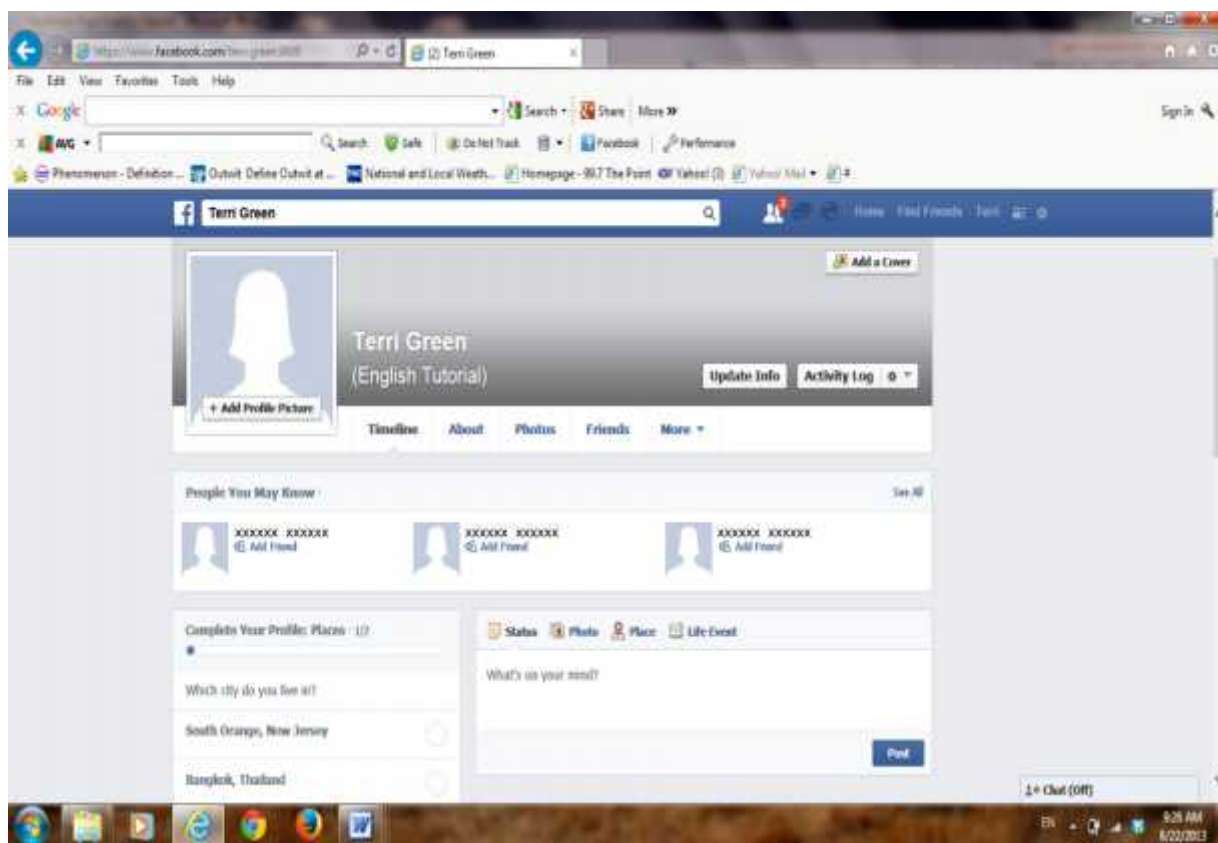 facebook.com
(2) Terri Green
File Edit View Favorites Tools Help
x Google Search Share More » Sign In
x AVG Search Safe Do Not Track Facebook Performance
Phenomenon - Definition ... Outwit Define Outwit at ... National and Local Weath... Homepage - 99.7 The Point Yahoo! (2) Yahoo! Mail
Terri Green Home Find Friends Terri
Add a Cover
Terri Green
(English Tutorial)
Update Info Activity Log
+ Add Profile Picture
Timeline About Photos Friends More
People You May Know See All
xxxxxx xxxxxx xxxxxx xxxxxx xxxxxx xxxxxx
Add Friend Add Friend Add Friend
Complete Your Profile: Places
Status Photo Place Life Event
What's on your mind?
Which city do you live in?
South Orange, New Jersey
Post
Bangkok, Thailand
Chat (Off)
EN 9:26 AM
8/22/2013